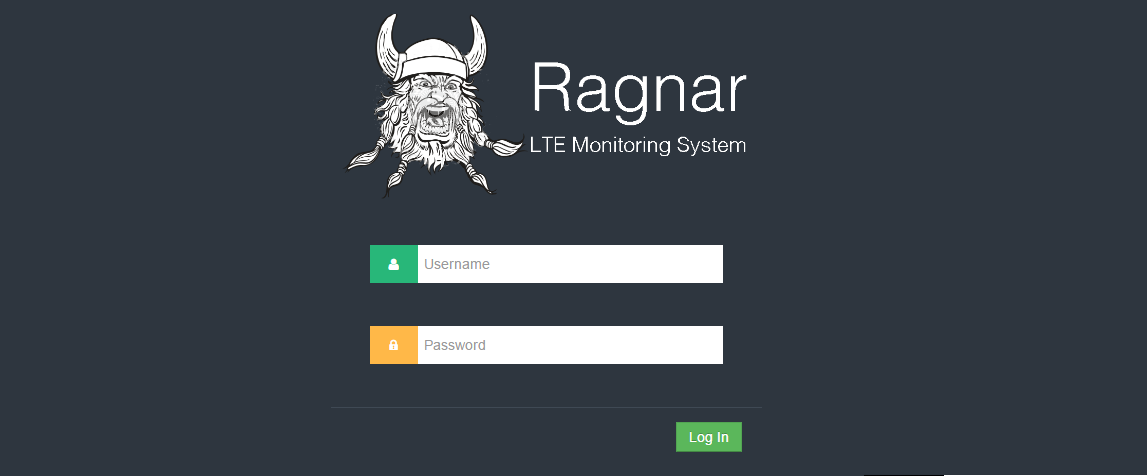 Ragnar
LTE Monitoring System
Username
Password
Log In